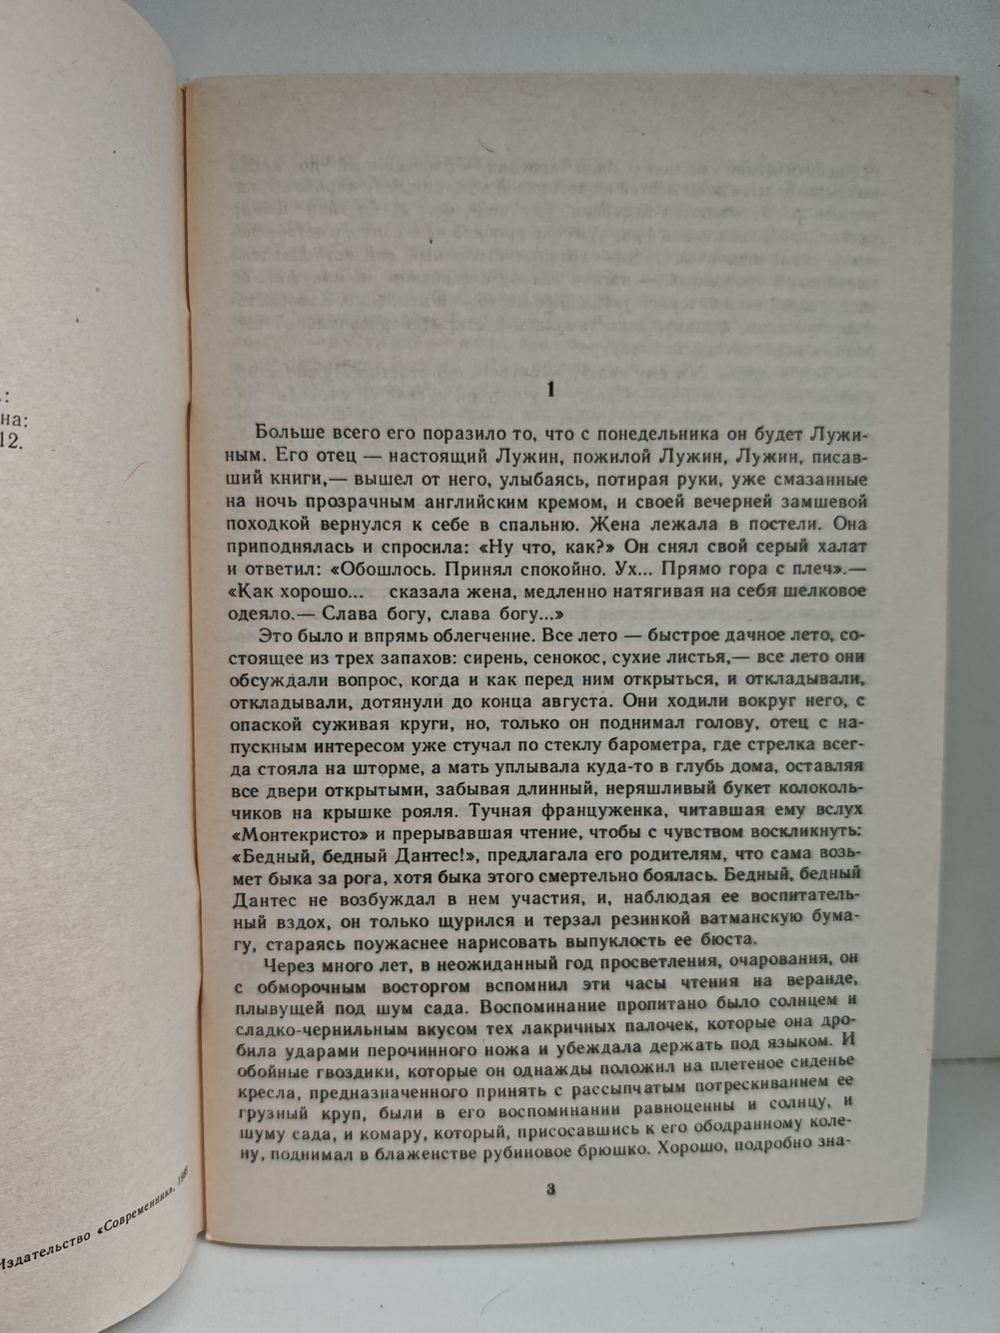 на:
12.
Издательство «Современник», 1989
1
Больше всего его поразило то, что с понедельника он будет Лужи-
ным. Его отец — настоящий Лужин, пожилой Лужин, Лужин, писав-
ший книги,— вышел от него, улыбаясь, потирая руки, уже смазанные
на ночь прозрачным английским кремом, и своей вечерней замшевой
походкой вернулся к себе в спальню. Жена лежала в постели. Она
приподнялась и спросила: «Ну что, как?» Он снял свой серый халат
и ответил: «Обошлось. Принял спокойно. Ух... Прямо гора с плеч».—
«Как хорошо... сказала жена, медленно натягивая на себя шелковое
одеяло.— Слава богу, слава богу...»
Это было и впрямь облегчение. Все лето — быстрое дачное лето, со-
стоящее из трех запахов: сирень, сенокос, сухие листья,— все лето они
обсуждали вопрос, когда и как перед ним открыться, и откладывали,
откладывали, дотянули до конца августа. Они ходили вокруг него, с
опаской суживая круги, но, только он поднимал голову, отец с на-
пускным интересом уже стучал по стеклу барометра, где стрелка всег-
да стояла на шторме, а мать уплывала куда-то в глубь дома, оставляя
все двери открытыми, забывая длинный, неряшливый букет колоколь-
чиков на крышке рояля. Тучная француженка, читавшая ему вслух
«Монтекристо» и прерывавшая чтение, чтобы с чувством воскликнуть:
«Бедный, бедный Дантес!», предлагала его родителям, что сама возь-
мет быка за рога, хотя быка этого смертельно боялась. Бедный, бедный
Дантес не возбуждал в нем участия, и, наблюдая ее воспитатель-
ный вздох, он только щурился и терзал резинкой ватманскую бума-
гу, стараясь поужаснее нарисовать выпуклость ее бюста.
Через много лет, в неожиданный год просветления, очарования, он
с обморочным восторгом вспомнил эти часы чтения на веранде,
плывущей под шум сада. Воспоминание пропитано было солнцем и
сладко-чернильным вкусом тех лакричных палочек, которые она дро-
била ударами перочинного ножа и убеждала держать под языком. И
обойные гвоздики, которые он однажды положил на плетеное сиденье
кресла, предназначенного принять с рассыпчатым потрескиванием ее
грузный круп, были в его воспоминании равноценны и солнцу, и
шуму сада, и комару, который, присосавшись к его ободранному коле-
ну, поднимал в блаженстве рубиновое брюшко. Хорошо, подробно зна-
3